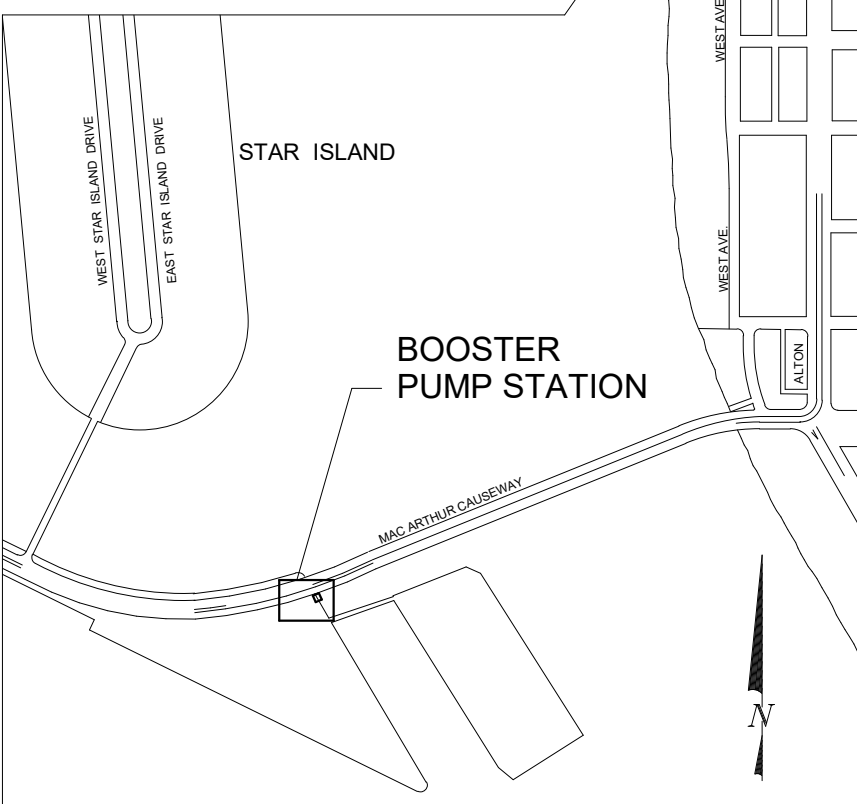 WEST AVE.
WEST STAR ISLAND DRIVE
EAST STAR ISLAND DRIVE
STAR ISLAND
WEST AVE.
BOOSTER
PUMP STATION
ALTON
MAC ARTHUR CAUSEWAY
N